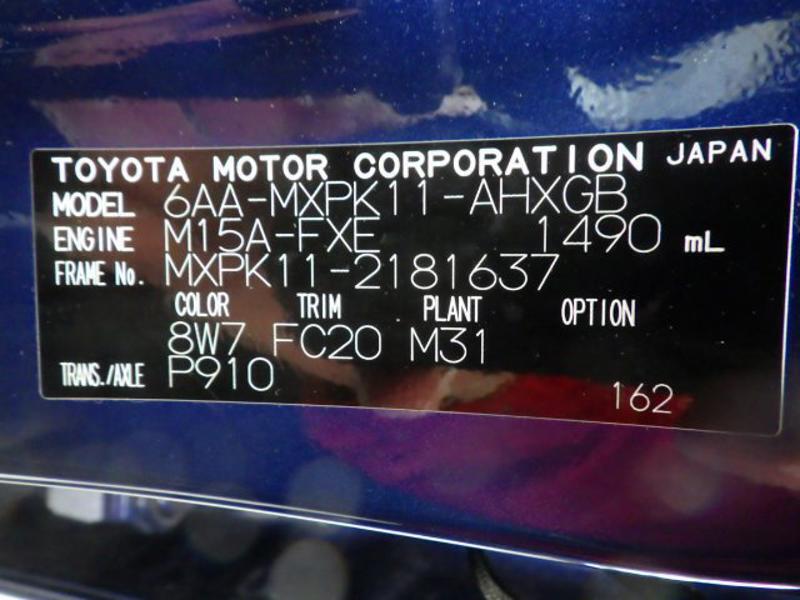 TOYOTA MOTOR CORPORATION JAPAN
MODEL 6AA-MXPK11-AHXGB
ENGINE M15A-FXE 1490 mL
FRAME No. MXPK11-2181637
COLOR TRIM PLANT OPTION
8W7 FC20 M31
TRANS./AXLE P910
162